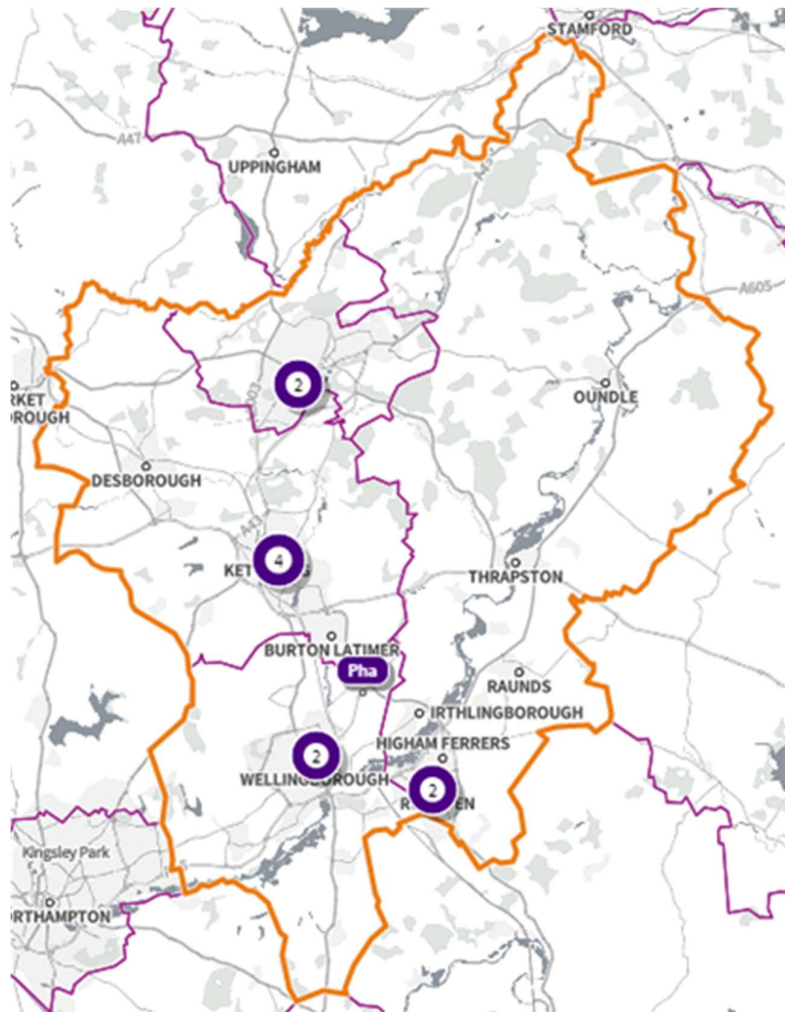 STAMFORD
A47
UPPINGHAM
A605
2
RKET
OROUGH
OUNDLE
DESBOROUGH
A43
4
THRAPSTON
BURTON LATIMER
Pha
RAUNDS
IRTHLINGBOROUGH
HIGHAM FERRERS
2
WELLINGBOROUGH
2
Kingsley Park
ORTHAMPTON